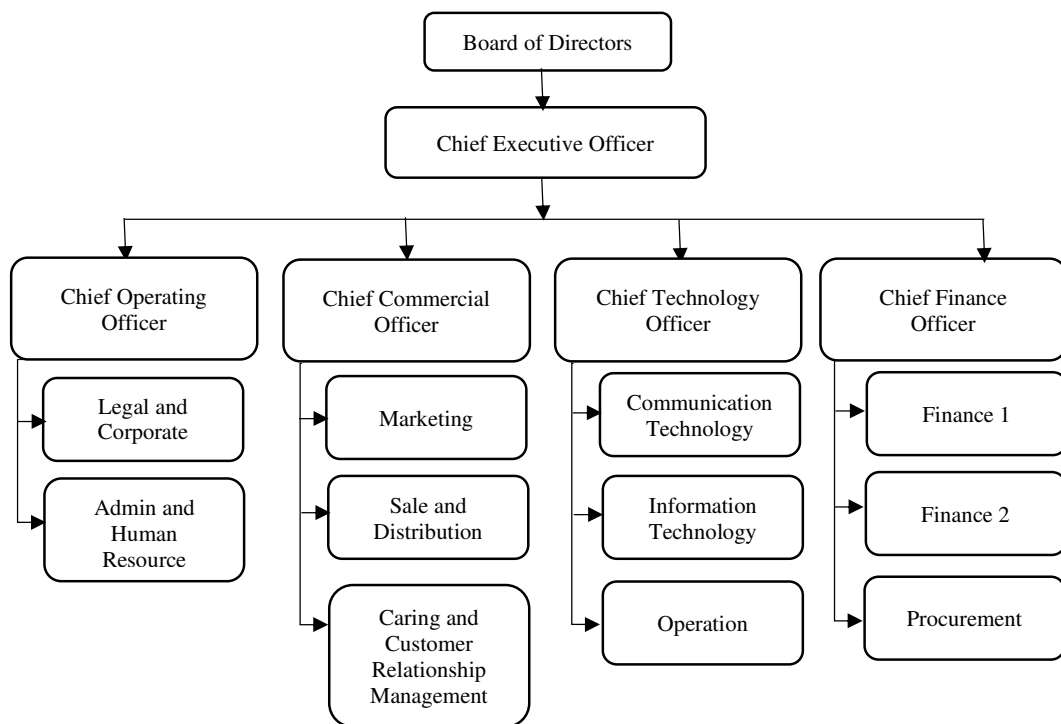 Board of Directors
Chief Executive Officer
Chief Operating
Officer
Chief Commercial
Officer
Chief Technology
Officer
Chief Finance
Officer
Legal and
Corporate
Admin and
Human
Resource
Marketing
Sale and
Distribution
Caring and
Customer
Relationship
Management
Communication
Technology
Information
Technology
Operation
Finance 1
Finance 2
Procurement